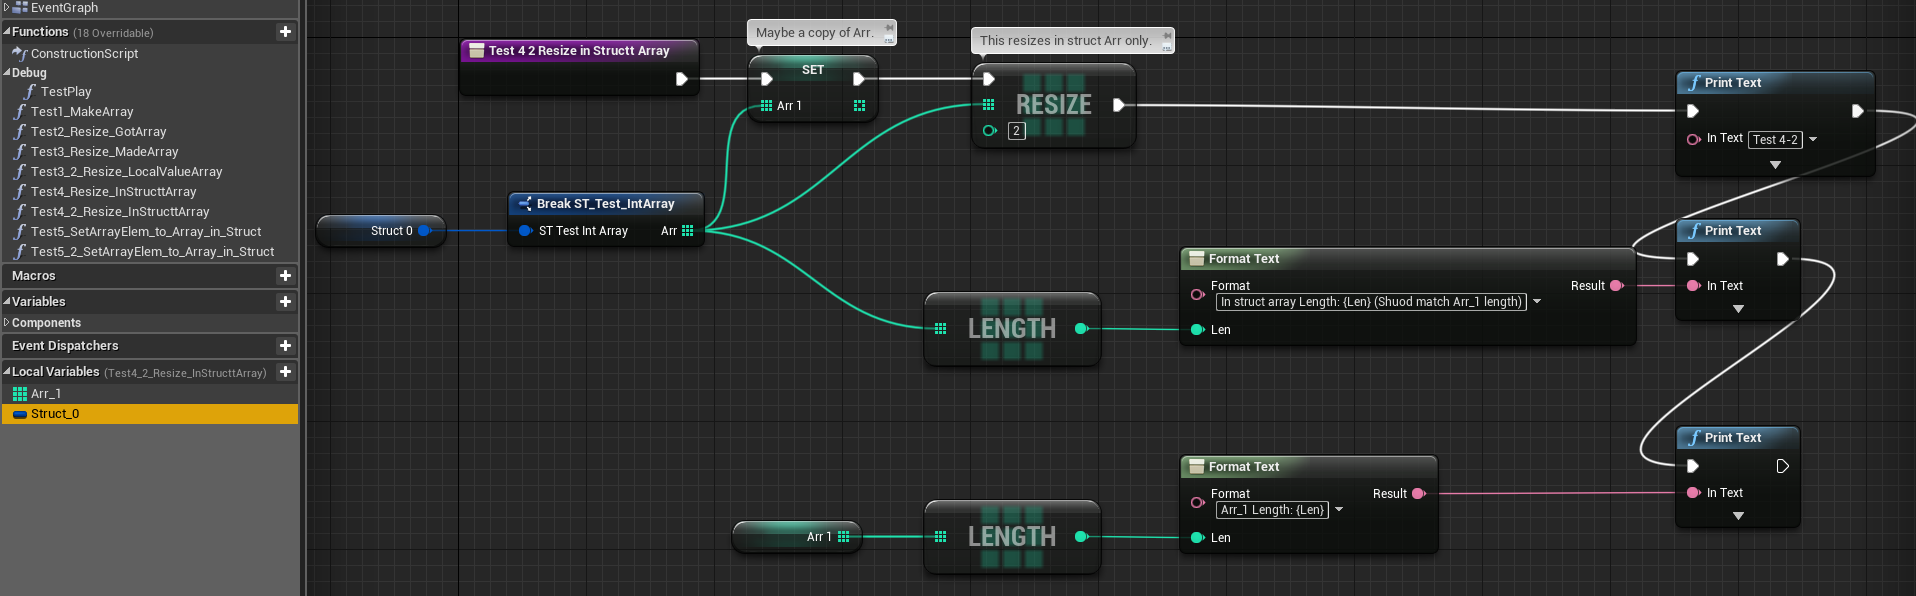 EventGraph
Functions (18 Overridable)
ConstructionScript
Debug
TestPlay
Test1_MakeArray
Test2_Resize_GotArray
Test3_Resize_MadeArray
Test3_2_Resize_LocalValueArray
Test4_Resize_InStructtArray
Test4_2_Resize_InStructtArray
Test5_SetArrayElem_to_Array_in_Struct
Test5_2_SetArrayElem_to_Array_in_Struct
Macros
Variables
Components
Event Dispatchers
Local Variables (Test4_2_Resize_InStructtArray)
Arr_1
Struct_0
Test 4 2 Resize in Structt Array
Maybe a copy of Arr.
SET
Arr 1
This resizes in struct Arr only.
RESIZE
2
Print Text
In Text Test 4-2
Struct 0
Break ST_Test_IntArray
ST Test Int Array Arr
LENGTH
Format Text
Format
In struct array Length: {Len} (Shuod match Arr_1 length)
Result
Len
Print Text
In Text
Arr 1
LENGTH
Format Text
Format
Arr_1 Length: {Len}
Result
Len
Print Text
In Text